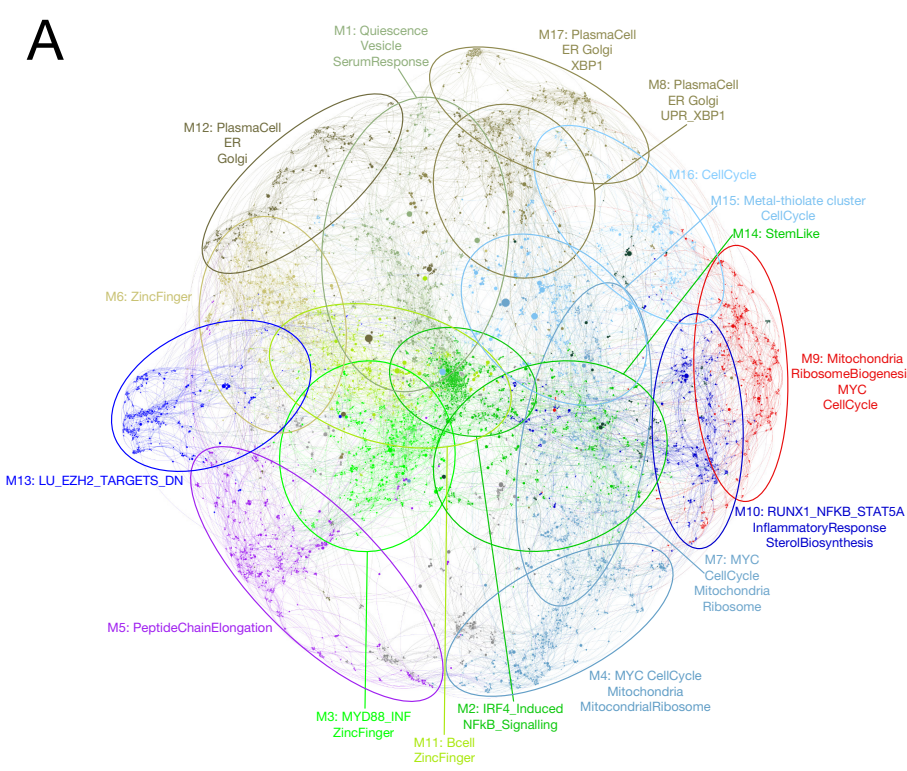 A
M1: Quiescence
Vesicle
SerumResponse
M17: PlasmaCell
ER Golgi
XBP1
M8: PlasmaCell
ER Golgi
UPR_XBP1
M12: PlasmaCell
ER
Golgi
M16: CellCycle
M15: Metal-thiolate cluster
CellCycle
M14: StemLike
M6: ZincFinger
M9: Mitochondria
RibosomeBiogenesi
MYC
CellCycle
M13: LU_EZH2_TARGETS_DN
M10: RUNX1_NFKB_STAT5A
InflammatoryResponse
SterolBiosynthesis
M7: MYC
CellCycle
Mitochondria
Ribosome
M5: PeptideChainElongation
M4: MYC CellCycle
Mitochondria
MitocondrialRibosome
M3: MYD88_INF
ZincFinger
M2: IRF4_Induced
NFkB_Signalling
M11: Bcell
ZincFinger